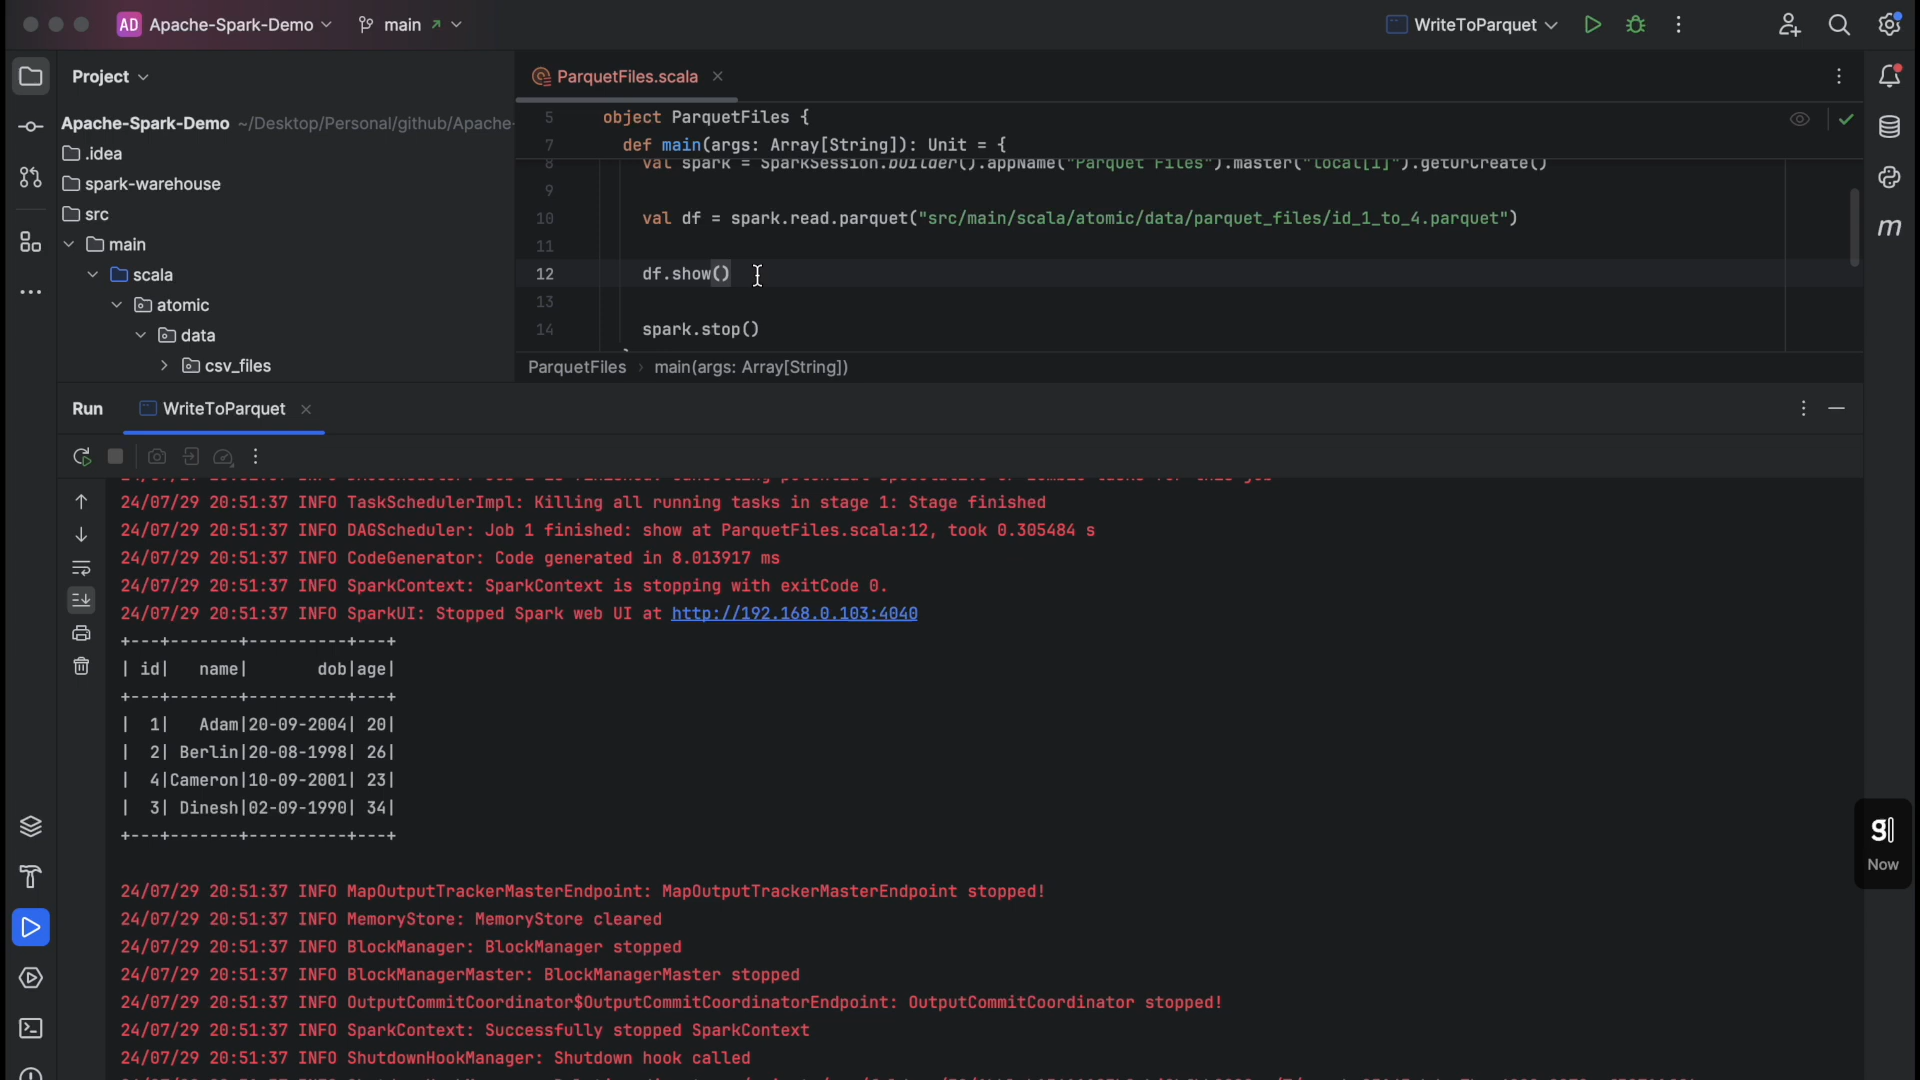 AD Apache-Spark-Demo main WriteToParquet
Project
ParquetFiles.scala
Apache-Spark-Demo ~/Desktop/Personal/github/Apache-
.idea
spark-warehouse
src
main
scala
atomic
data
csv_files
5 object ParquetFiles {
7 def main(args: Array[String]): Unit = {
8 val spark = SparkSession.builder().appName("Parquet Files").master("local[1]").getOrCreate()
9
10 val df = spark.read.parquet("src/main/scala/atomic/data/parquet_files/id_1_to_4.parquet")
11
12 df.show()
13
14 spark.stop()
ParquetFiles main(args: Array[String])
m
Run WriteToParquet
24/07/29 20:51:37 INFO TaskSchedulerImpl: Killing all running tasks in stage 1: Stage finished
24/07/29 20:51:37 INFO DAGScheduler: Job 1 finished: show at ParquetFiles.scala:12, took 0.305484 s
24/07/29 20:51:37 INFO CodeGenerator: Code generated in 8.013917 ms
24/07/29 20:51:37 INFO SparkContext: SparkContext is stopping with exitCode 0.
24/07/29 20:51:37 INFO SparkUI: Stopped Spark web UI at http://192.168.0.103:4040
+---+-------+----------+---+
| id|   name|       dob|age|
+---+-------+----------+---+
|  1|   Adam|20-09-2004| 20|
|  2| Berlin|20-08-1998| 26|
|  4|Cameron|10-09-2001| 23|
|  3| Dinesh|02-09-1990| 34|
+---+-------+----------+---+
24/07/29 20:51:37 INFO MapOutputTrackerMasterEndpoint: MapOutputTrackerMasterEndpoint stopped!
24/07/29 20:51:37 INFO MemoryStore: MemoryStore cleared
24/07/29 20:51:37 INFO BlockManager: BlockManager stopped
24/07/29 20:51:37 INFO BlockManagerMaster: BlockManagerMaster stopped
24/07/29 20:51:37 INFO OutputCommitCoordinator$OutputCommitCoordinatorEndpoint: OutputCommitCoordinator stopped!
24/07/29 20:51:37 INFO SparkContext: Successfully stopped SparkContext
24/07/29 20:51:37 INFO ShutdownHookManager: Shutdown hook called
g
Now